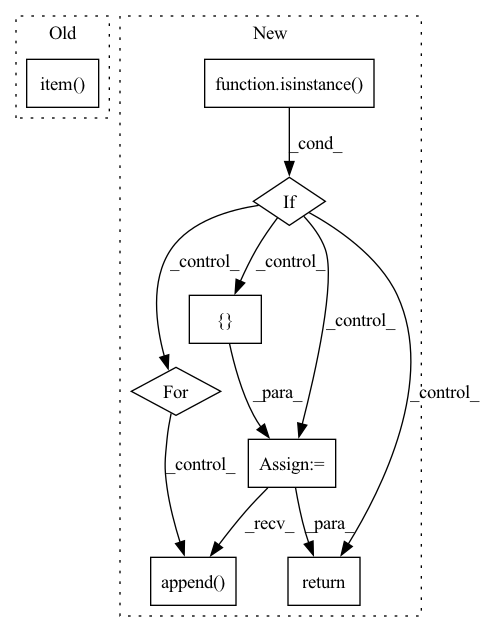 Old
New
item()
function.isinstance()
_cond_
If
_control_
_control_
_control_
_control_
{}
For
_para_
_control_
Assign:=
_recv_
_para_
append()
return